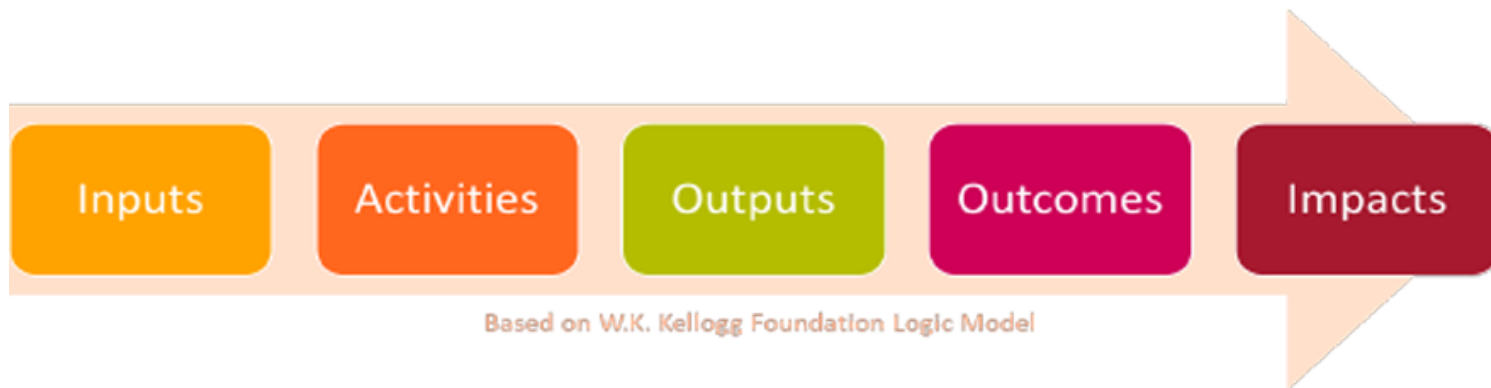 Inputs Activities Outputs Outcomes Impacts
Based on W.K. Kellogg Foundation Logic Model